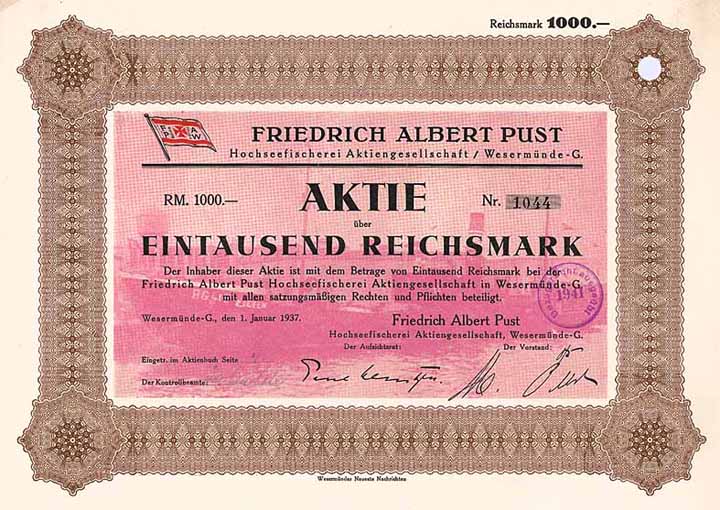 Reichsmark 1000.—
F A
P W
FRIEDRICH ALBERT PUST
Hochseefischerei Aktiengesellschaft / Wesermünde-G.
RM. 1000.— AKTIE Nr. 1044
über
EINTAUSEND REICHSMARK
Der Inhaber dieser Aktie ist mit dem Betrage von Eintausend Reichsmark bei der
Friedrich Albert Pust Hochseefischerei Aktiengesellschaft in Wesermünde-G.
mit allen satzungsmäßigen Rechten und Pflichten beteiligt.
1941
Wesermünde-G., den 1. Januar 1937.
Friedrich Albert Pust
Hochseefischerei Aktiengesellschaft, Wesermünde-G.
Der Aufsichtsrat: Der Vorstand:
Eingetr. im Aktienbuch Seite
Der Kontrollbeamte:
Wesermünder Neueste Nachrichten